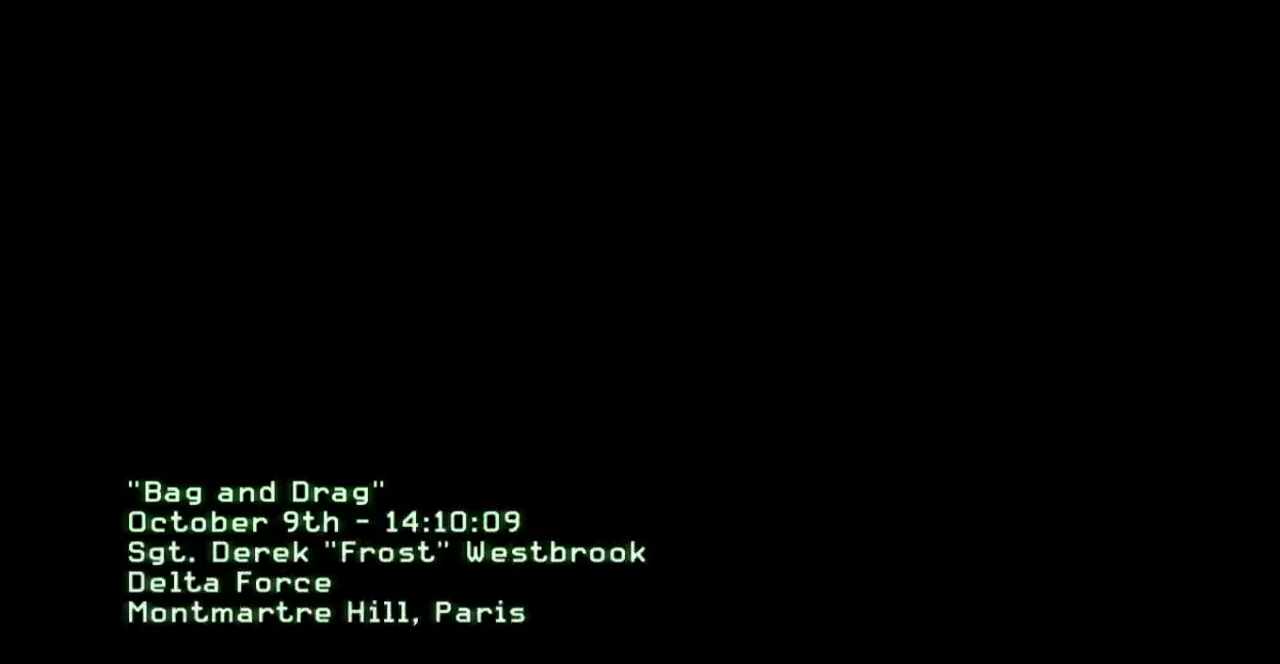 "Bag and Drag"
October 9th - 14:10:09
Sgt. Derek "Frost" Westbrook
Delta Force
Montmartre Hill, Paris